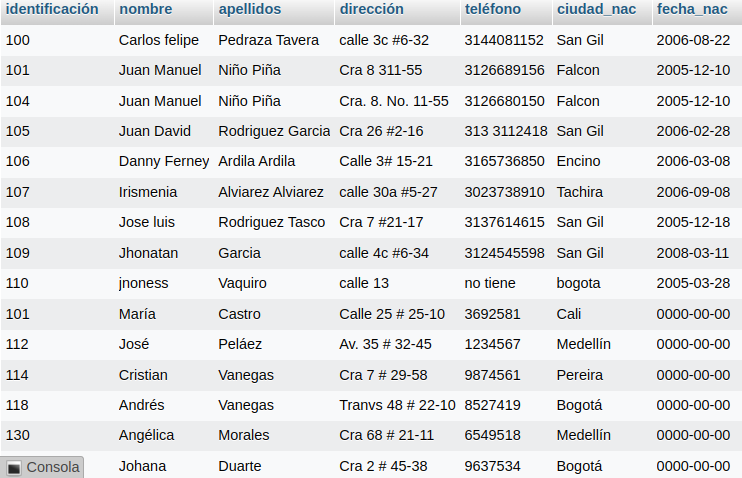 identificación nombre apellidos dirección teléfono ciudad_nac fecha_nac
100 Carlos felipe Pedraza Tavera calle 3c #6-32 3144081152 San Gil 2006-08-22
101 Juan Manuel Niño Piña Cra 8 311-55 3126689156 Falcon 2005-12-10
104 Juan Manuel Niño Piña Cra. 8. No. 11-55 3126680150 Falcon 2005-12-10
105 Juan David Rodriguez Garcia Cra 26 #2-16 313 3112418 San Gil 2006-02-28
106 Danny Ferney Ardila Ardila Calle 3# 15-21 3165736850 Encino 2006-03-08
107 Irismenia Alviarez Alviarez calle 30a #5-27 3023738910 Tachira 2006-09-08
108 Jose luis Rodriguez Tasco Cra 7 #21-17 3137614615 San Gil 2005-12-18
109 Jhonatan Garcia calle 4c #6-34 3124545598 San Gil 2008-03-11
110 jnoness Vaquiro calle 13 no tiene bogota 2005-03-28
101 María Castro Calle 25 # 25-10 3692581 Cali 0000-00-00
112 José Peláez Av. 35 # 32-45 1234567 Medellín 0000-00-00
114 Cristian Vanegas Cra 7 # 29-58 9874561 Pereira 0000-00-00
118 Andrés Vanegas Tranvs 48 # 22-10 8527419 Bogotá 0000-00-00
130 Angélica Morales Cra 68 # 21-11 6549518 Medellín 0000-00-00
Consola Johana Duarte Cra 2 # 45-38 9637534 Bogotá 0000-00-00